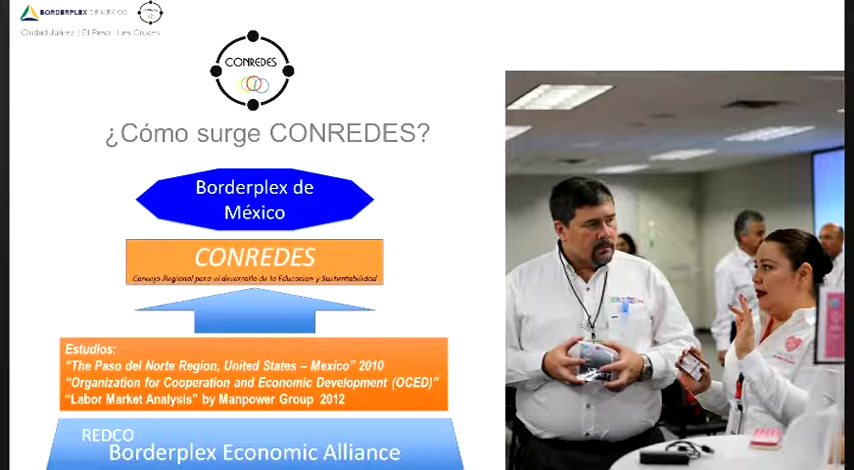 BORDERPLEX DE MÉXICO
Ciudad Juárez | El Paso Las Cruces
CONREDES
¿Cómo surge CONREDES?
Borderplex de
México
CONREDES
Consejo Regional para el desarrollo de la Educacion y Sustentabilidad
Estudios:
“The Paso del Norte Region, United States – Mexico” 2010
“Organization for Cooperation and Economic Development (OCED)”
“Labor Market Analysis” by Manpower Group 2012
REDCO
Borderplex Economic Alliance